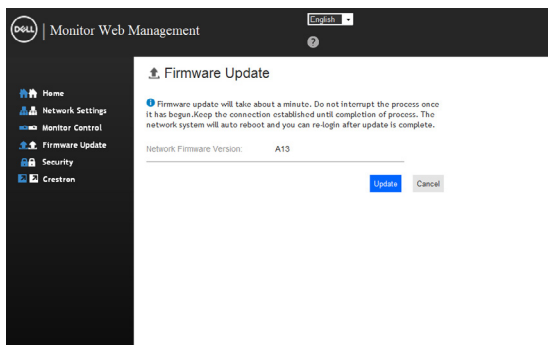 DELL | Monitor Web Management
English
?
Home
Network Settings
Monitor Control
Firmware Update
Security
Crestron
Firmware Update
Firmware update will take about a minute. Do not interrupt the process once
it has begun.Keep the connection established until completion of process. The
network system will auto reboot and you can re-login after update is complete.
Network Firmware Version: A13
Update Cancel